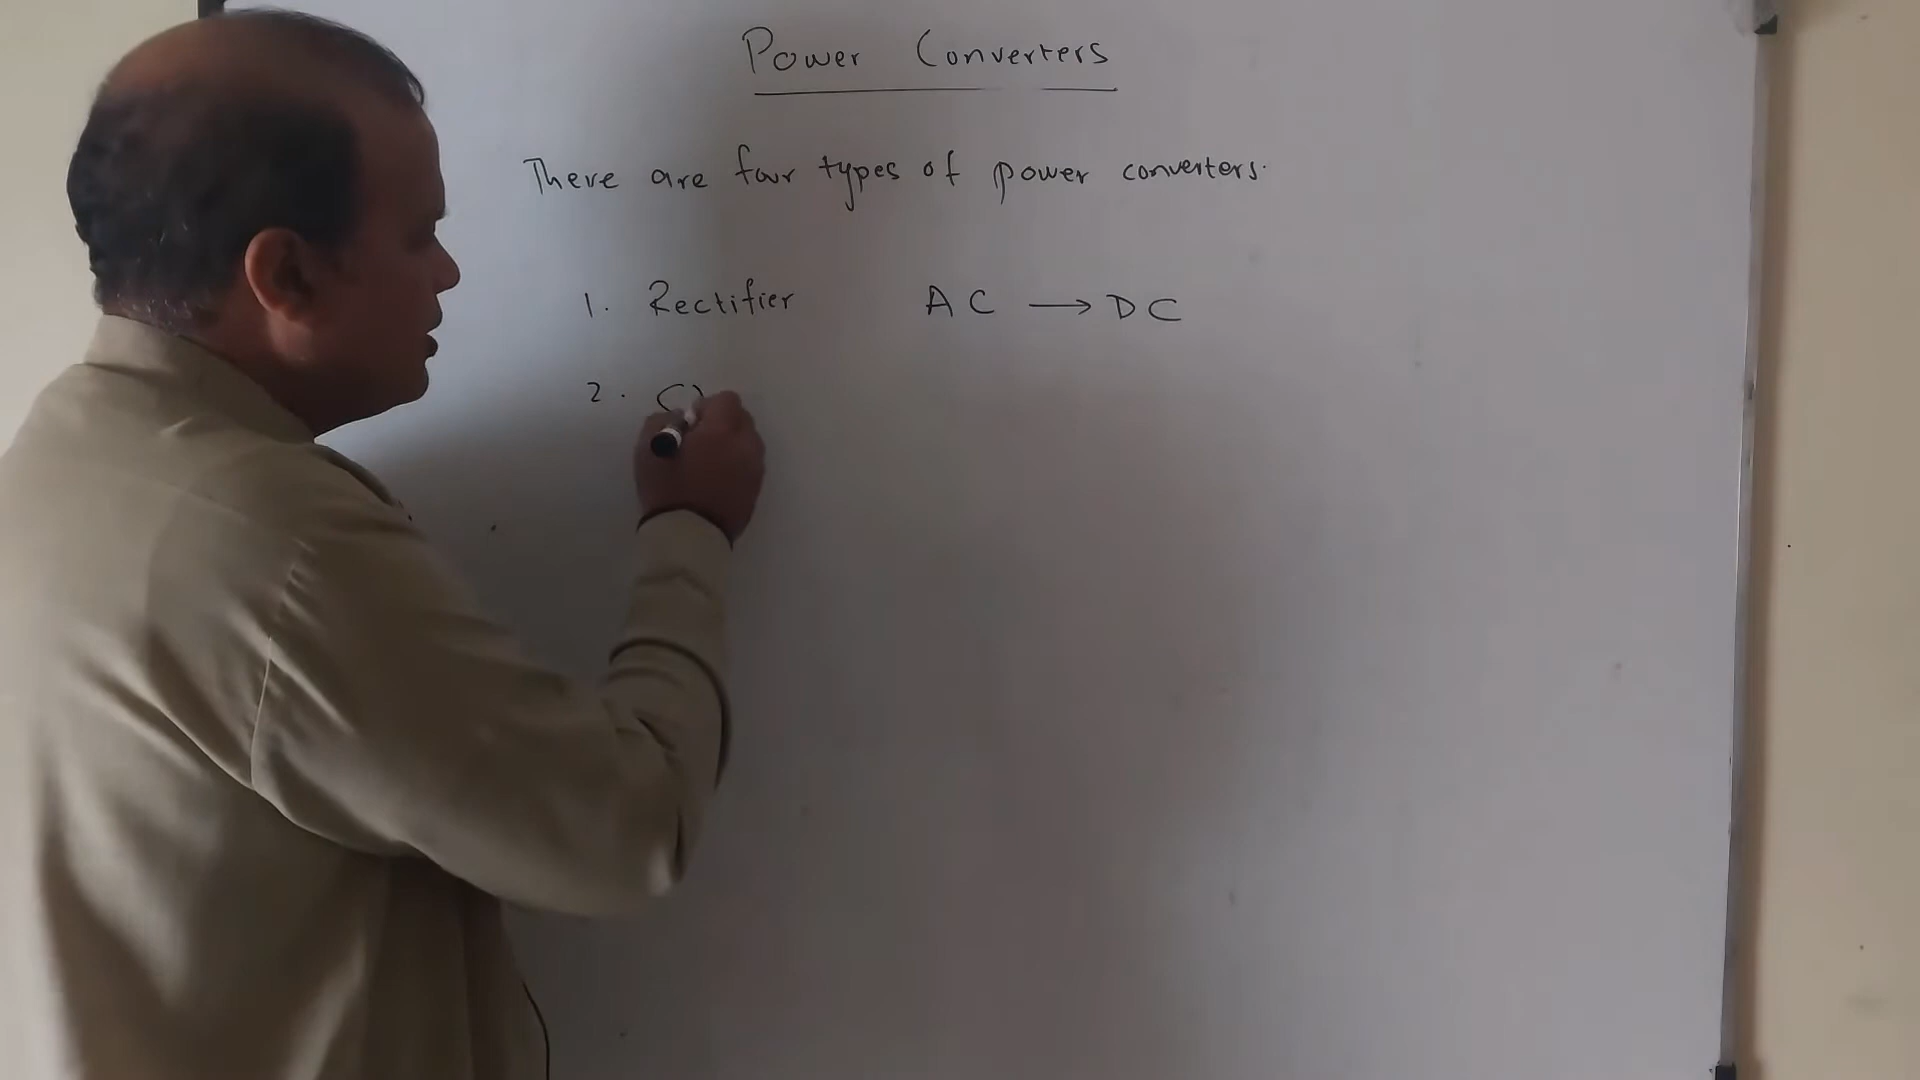 Power Converters
There are four types of power converters.
1. Rectifier AC → DC
2. C